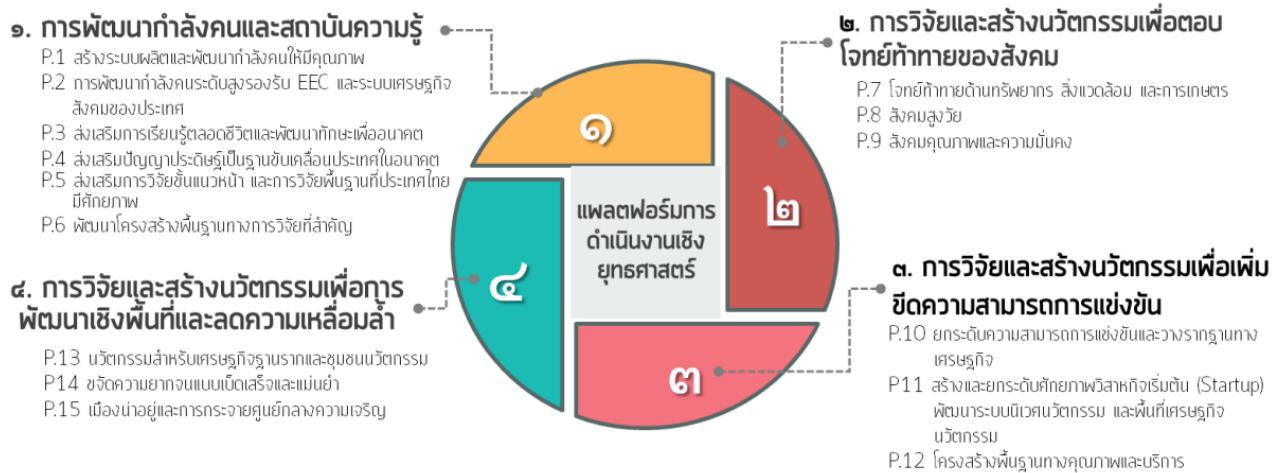 ๑. การพัฒนากำลังคนและสถาบันความรู้
P.1 สร้างระบบผลิตและพัฒนากำลังคนให้มีคุณภาพ
P.2 การพัฒนากำลังคนระดับสูงรองรับ EEC และระบบเศรษฐกิจ
สังคมของประเทศ
P.3 ส่งเสริมการเรียนรู้ตลอดชีวิตและพัฒนาทักษะเพื่ออนาคต
P.4 ส่งเสริมปัญญาประดิษฐ์เป็นฐานขับเคลื่อนประเทศในอนาคต
P.5 ส่งเสริมการวิจัยขั้นแนวหน้า และการวิจัยพื้นฐานที่ประเทศไทย
มีศักยภาพ
P.6 พัฒนาโครงสร้างพื้นฐานทางการวิจัยที่สำคัญ
๒. การวิจัยและสร้างนวัตกรรมเพื่อตอบ
โจทย์ท้าทายของสังคม
P.7 โจทย์ท้าทายด้านทรัพยากร สิ่งแวดล้อม และการเกษตร
P.8 สังคมสูงวัย
P.9 สังคมคุณภาพและความมั่นคง
๑
๒
๓
๔
แพลตฟอร์มการ
ดำเนินงานเชิง
ยุทธศาสตร์
๓. การวิจัยและสร้างนวัตกรรมเพื่อเพิ่ม
ขีดความสามารถการแข่งขัน
P.10 ยกระดับความสามารถการแข่งขันและวางรากฐานทาง
เศรษฐกิจ
P11 สร้างและยกระดับศักยภาพวิสาหกิจเริ่มต้น (Startup)
พัฒนาระบบนิเวศนวัตกรรม และพื้นที่เศรษฐกิจ
นวัตกรรม
P.12 โครงสร้างพื้นฐานทางคุณภาพและบริการ
๔. การวิจัยและสร้างนวัตกรรมเพื่อการ
พัฒนาเชิงพื้นที่และลดความเหลื่อมล้ำ
P.13 นวัตกรรมสำหรับเศรษฐกิจฐานรากและชุมชนนวัตกรรม
P14 ขจัดความยากจนแบบเบ็ดเสร็จและแม่นยำ
P.15 เมืองน่าอยู่และการกระจายศูนย์กลางความเจริญ